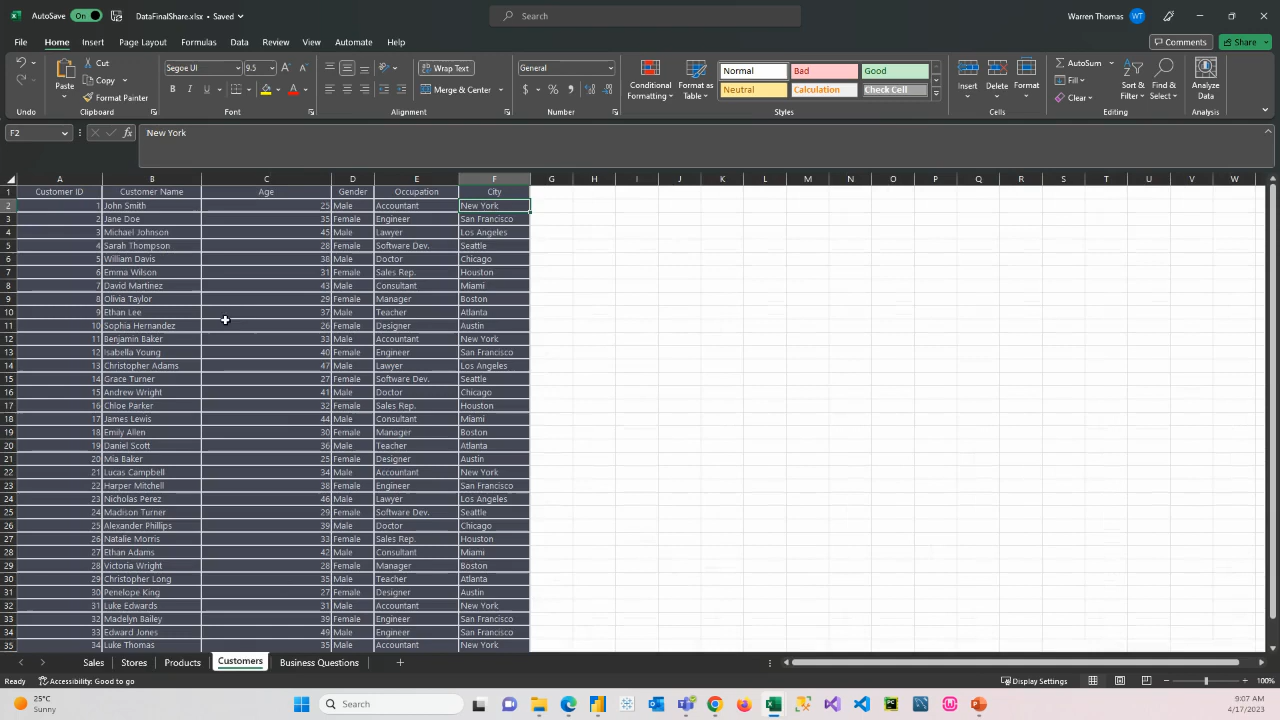 AutoSave On DataFinalShare.xlsx • Saved Search Warren Thomas WT
File Home Insert Page Layout Formulas Data Review View Automate Help Comments Share
Paste Cut Copy Format Painter Segoe UI 9.5 B I U A Wrap Text Merge & Center General $ % Conditional Formatting Format as Table Normal Bad Good Neutral Calculation Check Cell Insert Delete Format AutoSum Fill Clear Sort & Filter Find & Select Analyze Data
Undo Clipboard Font Alignment Number Styles Cells Editing Analysis
F2 fx New York
A B C D E F G H I J K L M N O P Q R S T U V W
1 Customer ID Customer Name Age Gender Occupation City
2 1 John Smith 25 Male Accountant New York
3 2 Jane Doe 35 Female Engineer San Francisco
4 3 Michael Johnson 45 Male Lawyer Los Angeles
5 4 Sarah Thompson 28 Female Software Dev. Seattle
6 5 William Davis 38 Male Doctor Chicago
7 6 Emma Wilson 31 Female Sales Rep. Houston
8 7 David Martinez 43 Male Consultant Miami
9 8 Olivia Taylor 29 Female Manager Boston
10 9 Ethan Lee 37 Male Teacher Atlanta
11 10 Sophia Hernandez 26 Female Designer Austin
12 11 Benjamin Baker 33 Male Accountant New York
13 12 Isabella Young 40 Female Engineer San Francisco
14 13 Christopher Adams 47 Male Lawyer Los Angeles
15 14 Grace Turner 27 Female Software Dev. Seattle
16 15 Andrew Wright 41 Male Doctor Chicago
17 16 Chloe Parker 32 Female Sales Rep. Houston
18 17 James Lewis 44 Male Consultant Miami
19 18 Emily Allen 30 Female Manager Boston
20 19 Daniel Scott 36 Male Teacher Atlanta
21 20 Mia Baker 25 Female Designer Austin
22 21 Lucas Campbell 34 Male Accountant New York
23 22 Harper Mitchell 38 Female Engineer San Francisco
24 23 Nicholas Perez 46 Male Lawyer Los Angeles
25 24 Madison Turner 29 Female Software Dev. Seattle
26 25 Alexander Phillips 39 Male Doctor Chicago
27 26 Natalie Morris 33 Female Sales Rep. Houston
28 27 Ethan Adams 42 Male Consultant Miami
29 28 Victoria Wright 28 Female Manager Boston
30 29 Christopher Long 35 Male Teacher Atlanta
31 30 Penelope King 27 Female Designer Austin
32 31 Luke Edwards 31 Male Accountant New York
33 32 Madelyn Bailey 39 Female Engineer San Francisco
34 33 Edward Jones 49 Male Engineer San Francisco
35 34 Luke Thomas 35 Male Accountant New York
Sales Stores Products Customers Business Questions
Ready Accessibility: Good to go Display Settings 100%
25°C Sunny Search 9:07 AM 4/17/2023